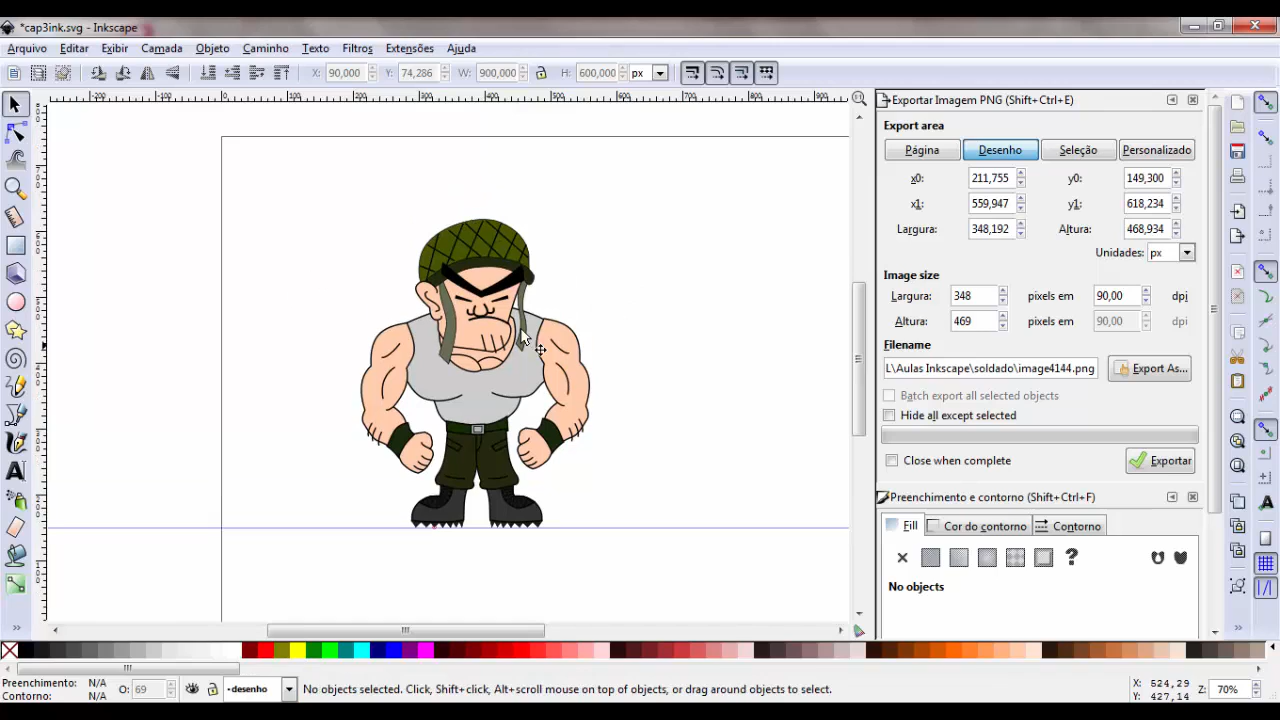 *cap3ink.svg - Inkscape
Arquivo Editar Exibir Camada Objeto Caminho Texto Filtros Extensões Ajuda
X: 90,000 Y: 74,286 W: 900,000 H: 600,000 px
Exportar Imagem PNG (Shift+Ctrl+E)
Export area
Página Desenho Seleção Personalizado
x0: 211,755 y0: 149,300
x1: 559,947 y1: 618,234
Largura: 348,192 Altura: 468,934
Unidades: px
Image size
Largura: 348 pixels em 90,00 dpi
Altura: 469 pixels em 90,00 dpi
Filename
L\Aulas Inkscape\soldado\image4144.png Export As...
Batch export all selected objects
Hide all except selected
Close when complete Exportar
Preenchimento e contorno (Shift+Ctrl+F)
Fill Cor do contorno Contorno
No objects
Preenchimento: N/A
Contorno: N/A
O: 69
desenho
No objects selected. Click, Shift+click, Alt+scroll mouse on top of objects, or drag around objects to select.
X: 524,29
Y: 427,14
Z: 70%